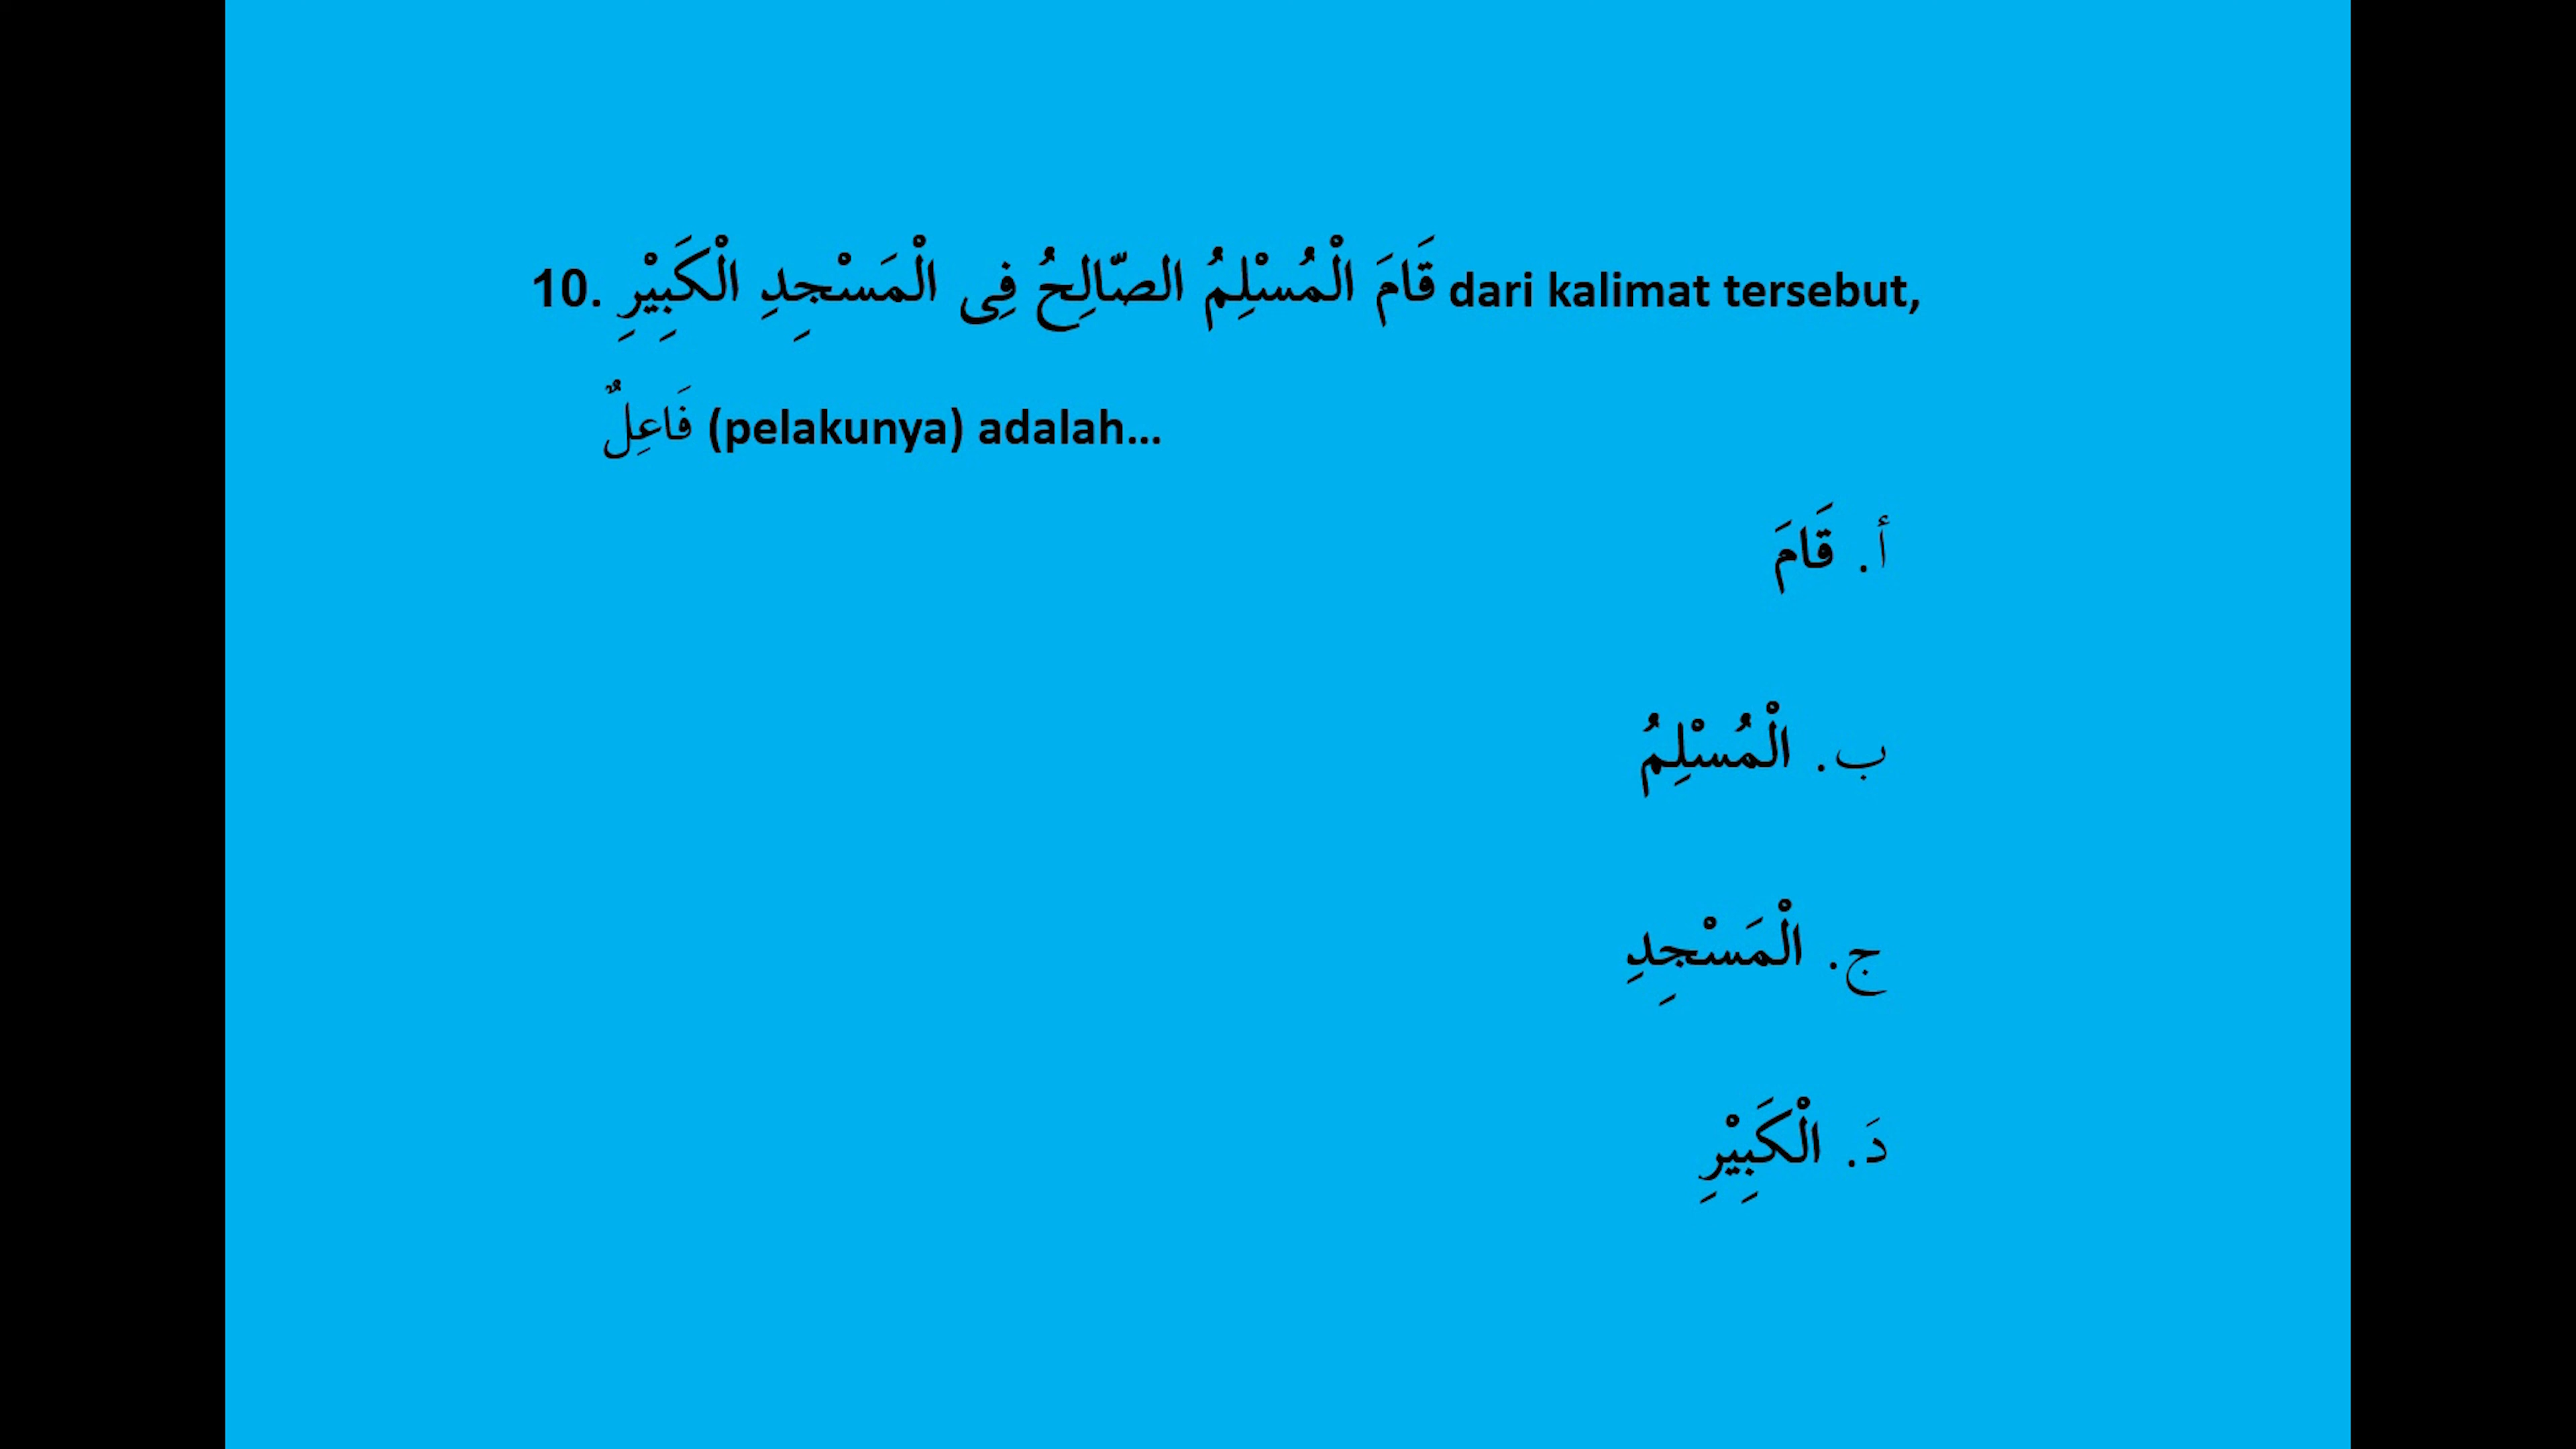 10. قَامَ الْمُسْلِمُ الصَّالِحُ فِى الْمَسْجِدِ الْكَبِيْرِ dari kalimat tersebut,
فَاعِلٌ (pelakunya) adalah...
أ. قَامَ
ب. الْمُسْلِمُ
ج. الْمَسْجِدِ
دَ. الْكَبِيْرِ